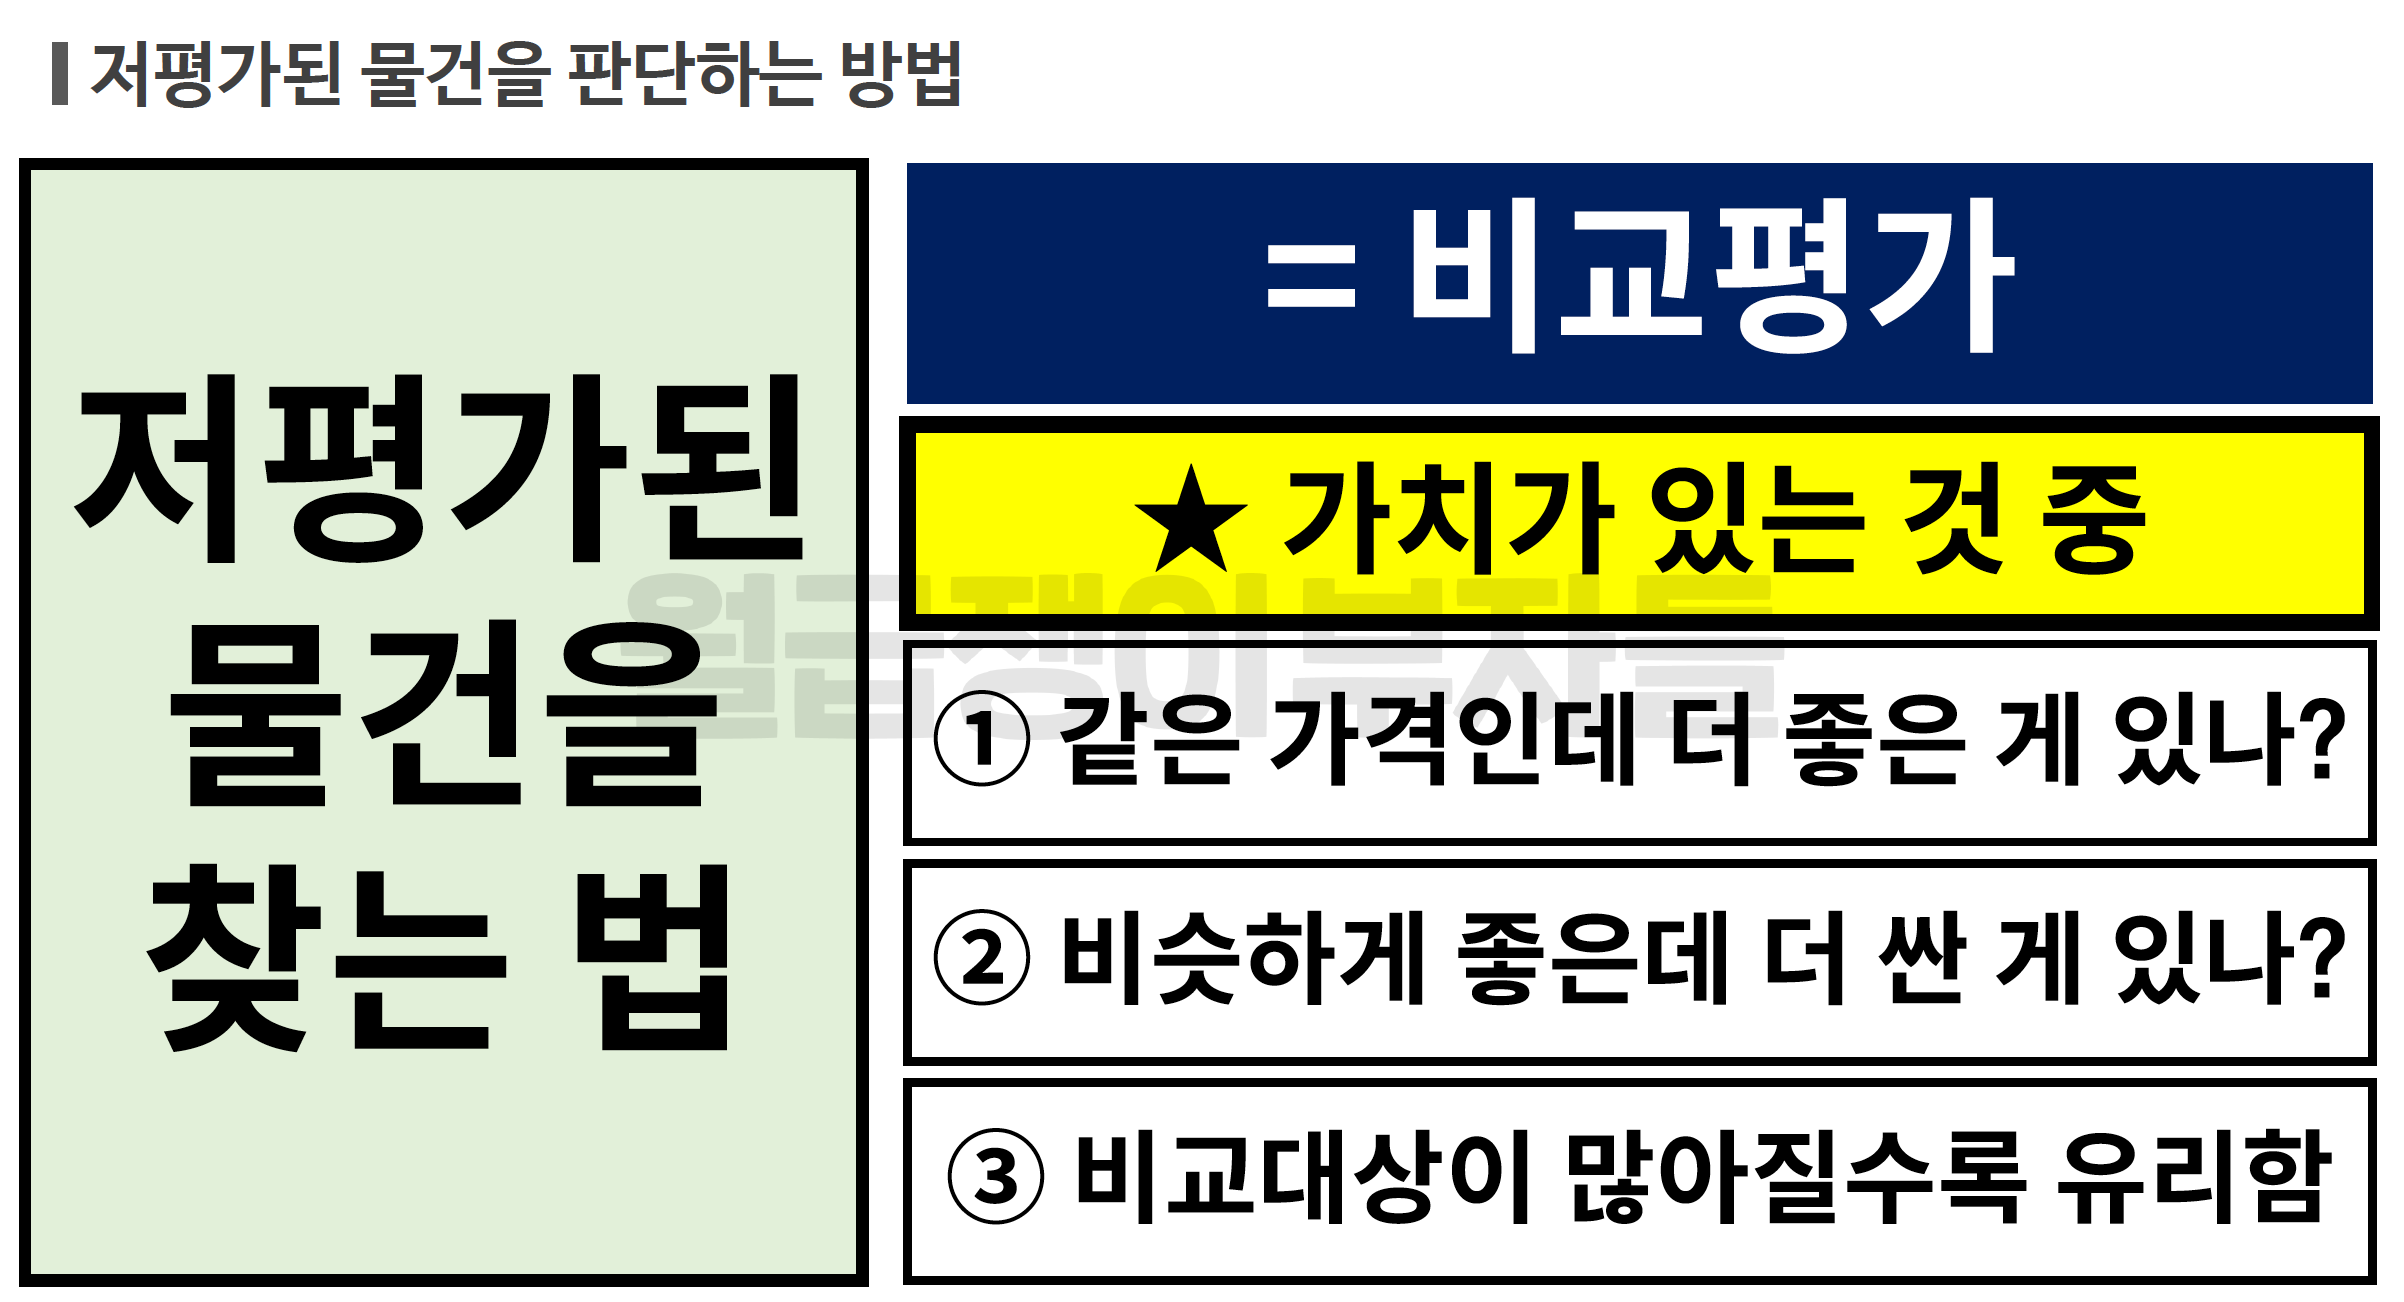 저평가된 물건을 판단하는 방법
저평가된
물건을
찾는 법
= 비교평가
★ 가치가 있는 것 중
① 같은 가격인데 더 좋은 게 있나?
② 비슷하게 좋은데 더 싼 게 있나?
③ 비교대상이 많아질수록 유리함
월급쟁이부자들